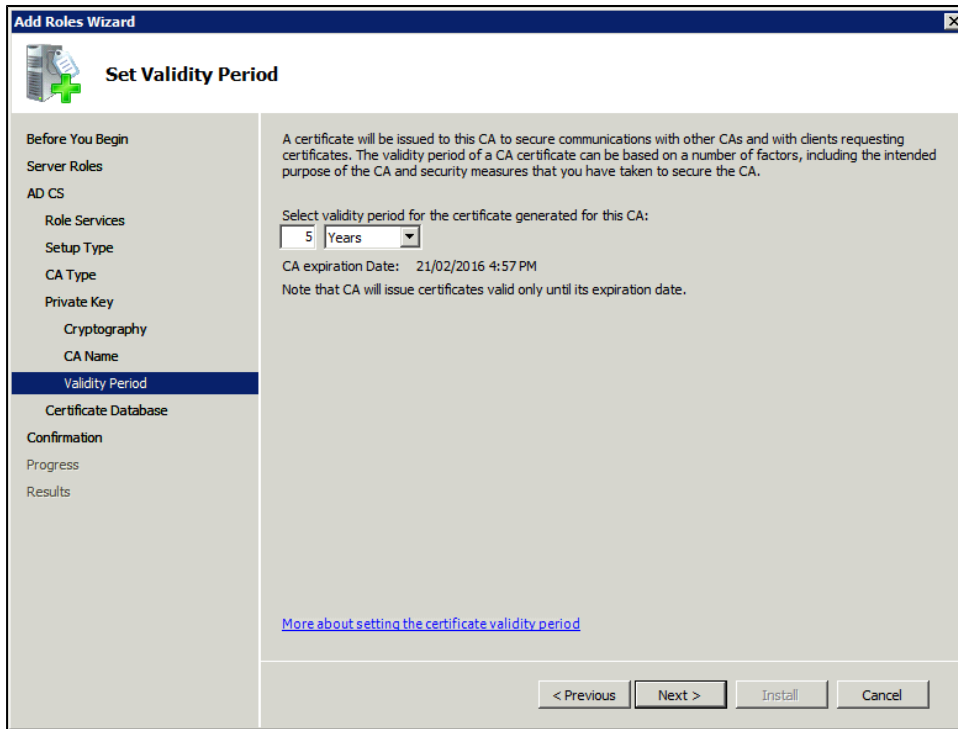 Add Roles Wizard
Set Validity Period
Before You Begin
Server Roles
AD CS
Role Services
Setup Type
CA Type
Private Key
Cryptography
CA Name
Validity Period
Certificate Database
Confirmation
Progress
Results
A certificate will be issued to this CA to secure communications with other CAs and with clients requesting
certificates. The validity period of a CA certificate can be based on a number of factors, including the intended
purpose of the CA and security measures that you have taken to secure the CA.
Select validity period for the certificate generated for this CA:
5 Years
CA expiration Date: 21/02/2016 4:57 PM
Note that CA will issue certificates valid only until its expiration date.
More about setting the certificate validity period
< Previous Next > Install Cancel